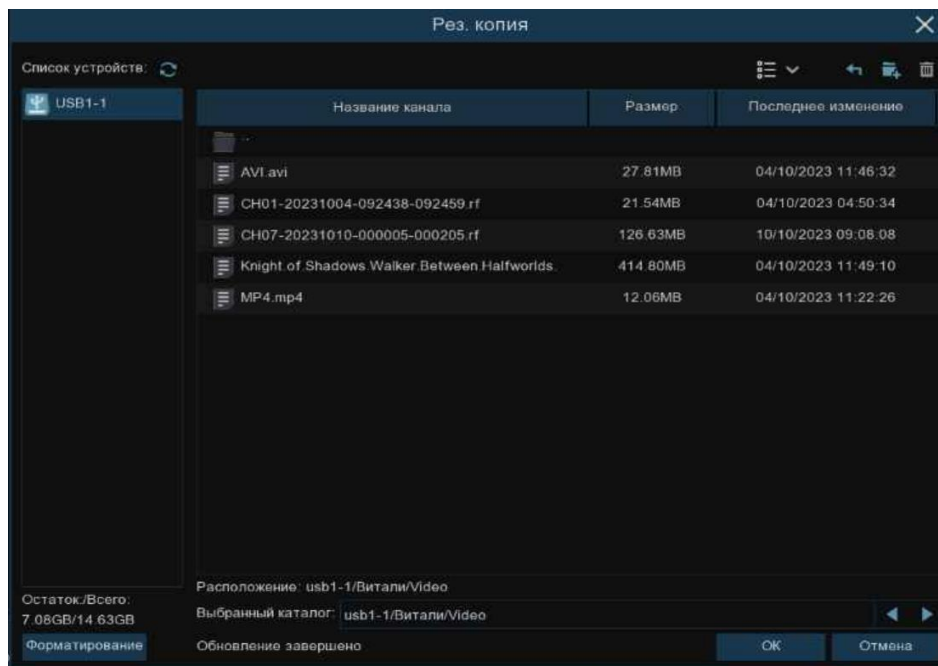 Рез. копия
Список устройств:
USB1-1
Название канала Размер Последнее изменение
..
AVI.avi 27.81MB 04/10/2023 11:46:32
CH01-20231004-092438-092459.rf 21.54MB 04/10/2023 04:50:34
CH07-20231010-000005-000205.rf 126.63MB 10/10/2023 09:08:08
Knight.of.Shadows.Walker.Between.Halfworlds. 414.80MB 04/10/2023 11:49:10
MP4.mp4 12.06MB 04/10/2023 11:22:26
Расположение: usb1-1/Витали/Video
Остаток:/Всего:
7.08GB/14.63GB
Выбранный каталог: usb1-1/Витали/Video
Форматирование Обновление завершено ОК Отмена